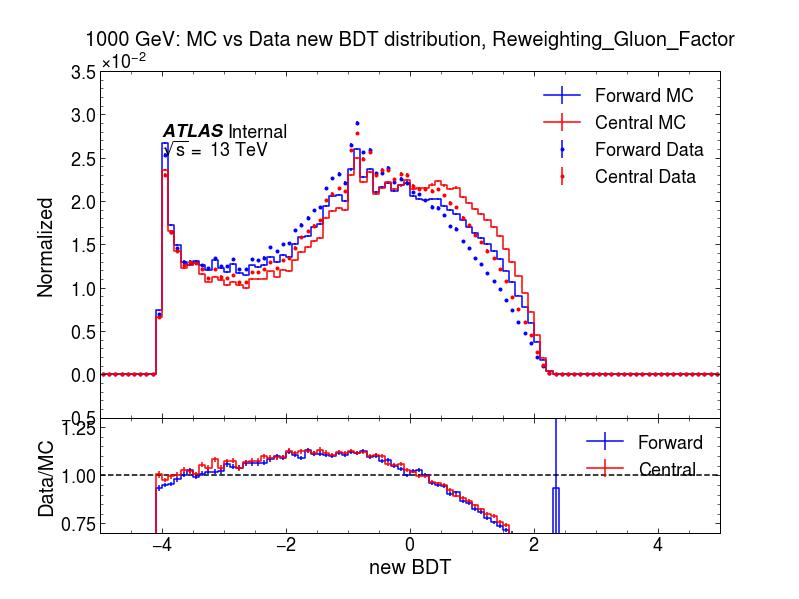 1000 GeV: MC vs Data new BDT distribution, Reweighting_Gluon_Factor
×10−2
3.5
3.0
2.5
2.0
1.5
1.0
0.5
0.0
−0.5
Normalized
ATLAS Internal
√s = 13 TeV
Forward MC
Central MC
Forward Data
Central Data
1.25
1.00
0.75
Data/MC
Forward
Central
−4 −2 0 2 4
new BDT